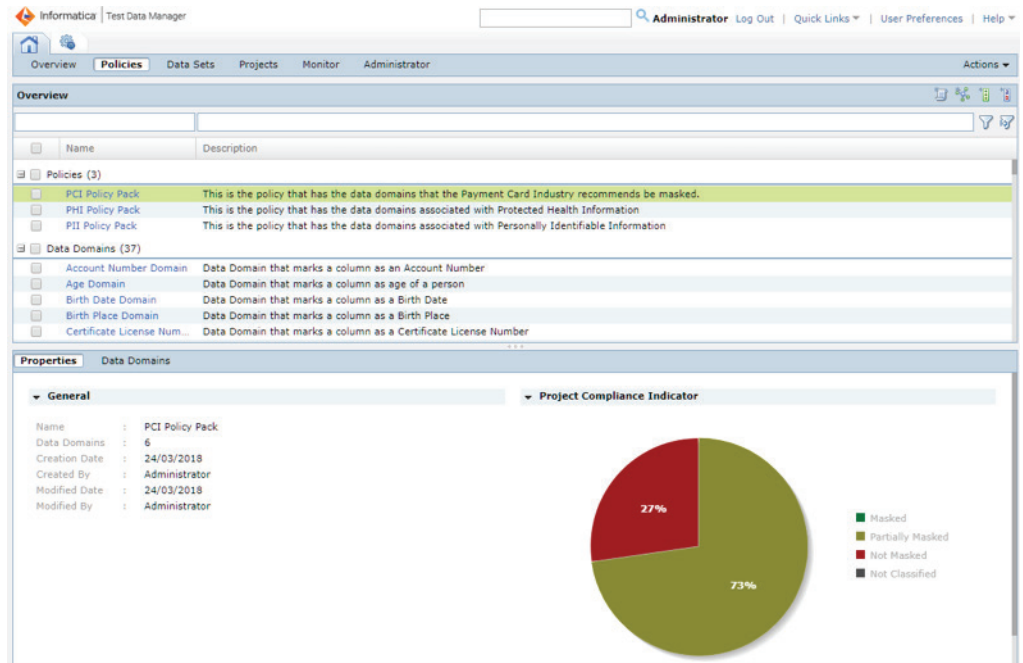 Informatica Test Data Manager Administrator Log Out | Quick Links | User Preferences | Help
Overview Policies Data Sets Projects Monitor Administrator Actions
Overview
Name Description
Policies (3)
PCI Policy Pack This is the policy that has the data domains that the Payment Card Industry recommends be masked.
PHI Policy Pack This is the policy that has the data domains associated with Protected Health Information
PII Policy Pack This is the policy that has the data domains associated with Personally Identifiable Information
Data Domains (37)
Account Number Domain Data Domain that marks a column as an Account Number
Age Domain Data Domain that marks a column as age of a person
Birth Date Domain Data Domain that marks a column as a Birth Date
Birth Place Domain Data Domain that marks a column as a Birth Place
Certificate License Num... Data Domain that marks a column as a Certificate License Number
Properties Data Domains
General
Name : PCI Policy Pack
Data Domains : 6
Creation Date : 24/03/2018
Created By : Administrator
Modified Date : 24/03/2018
Modified By : Administrator
Project Compliance Indicator
27%
73%
Masked
Partially Masked
Not Masked
Not Classified